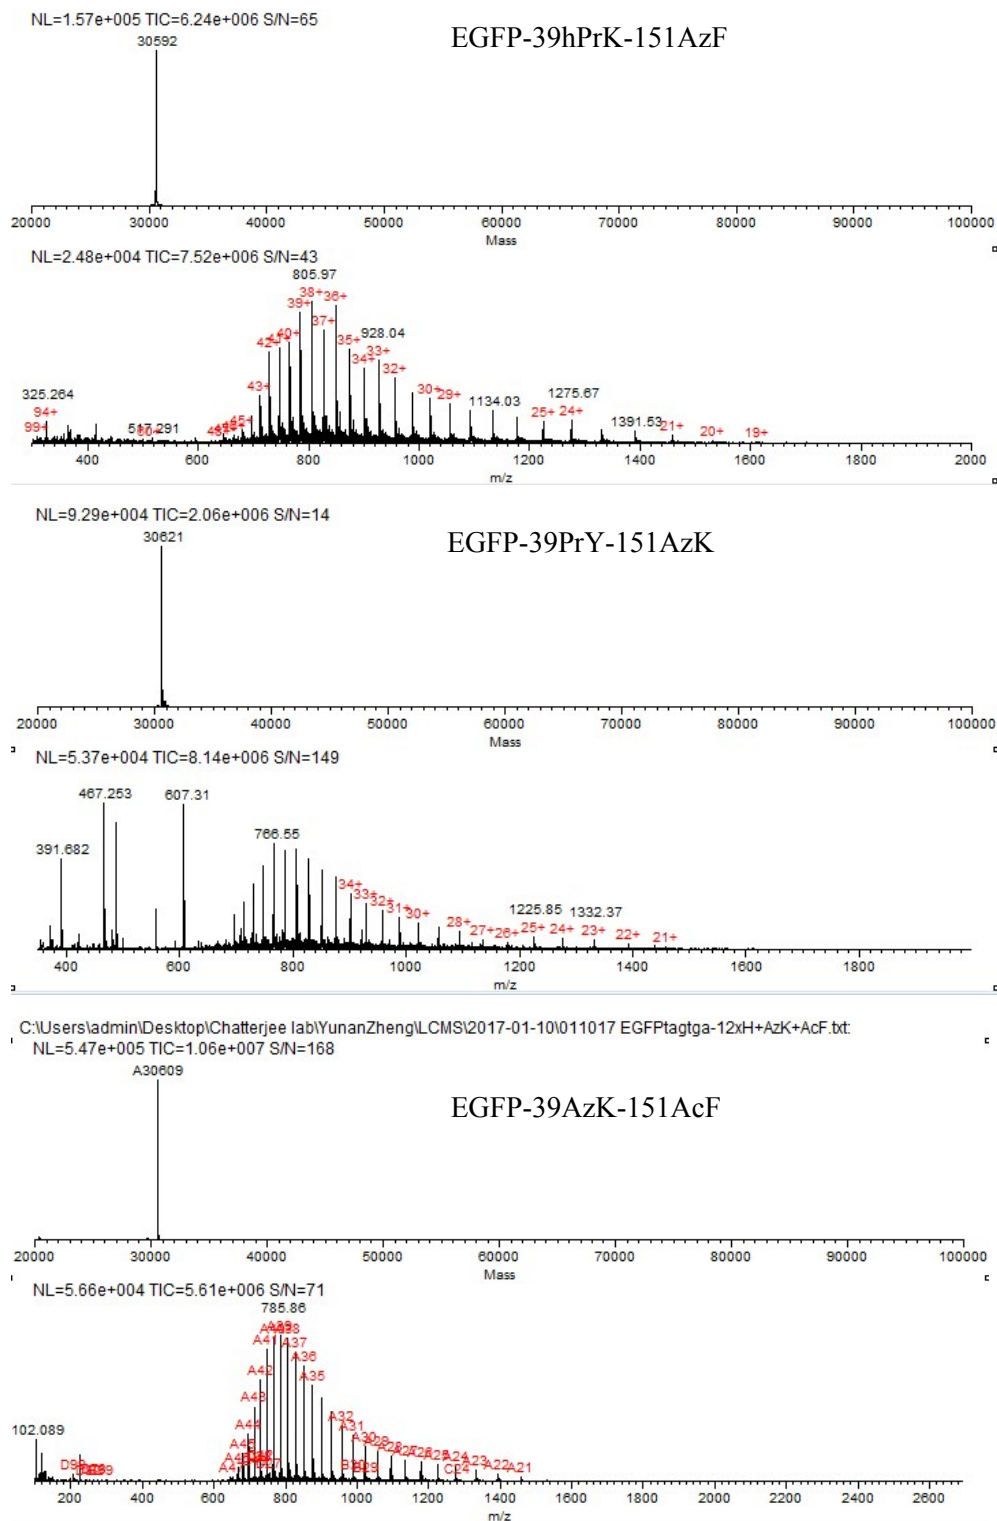 NL=1.57e+005 TIC=6.24e+006 S/N=65
EGFP-39hPrK-151AzF
30592
20000 30000 40000 50000 60000 70000 80000 90000 100000
Mass
NL=2.48e+004 TIC=7.52e+006 S/N=43
805.97
38+ 36+
39+
37+
40+
42+
35+ 928.04
33+
34+
32+
43+
325.264
94+
99+
517.291
45+
30+
29+
1134.03
1275.67
25+ 24+
1391.53
21+
20+
19+
400 600 800 1000 1200 1400 1600 1800 2000
m/z
NL=9.29e+004 TIC=2.06e+006 S/N=14
EGFP-39PrY-151AzK
30621
20000 30000 40000 50000 60000 70000 80000 90000 100000
Mass
NL=5.37e+004 TIC=8.14e+006 S/N=149
467.253 607.31
391.682 766.55
34+
33+
32+
31+
30+
28+
27+
26+
1225.85 1332.37
25+ 24+ 23+ 22+ 21+
400 600 800 1000 1200 1400 1600 1800
m/z
C:\Users\admin\Desktop\Chatterjee lab\YunanZheng\LCMS\2017-01-10\011017 EGFPtagtga-12xH+AzK+AcF.txt:
NL=5.47e+005 TIC=1.06e+007 S/N=168
A30609
EGFP-39AzK-151AcF
20000 30000 40000 50000 60000 70000 80000 90000 100000
Mass
NL=5.66e+004 TIC=5.61e+006 S/N=71
785.86
A37
A36
A42
A35
A43
A44
A32
A31
A30
102.089
A26 A25 A24 A23 A22 A21
C24
200 400 600 800 1000 1200 1400 1600 1800 2000 2200 2400 2600
m/z